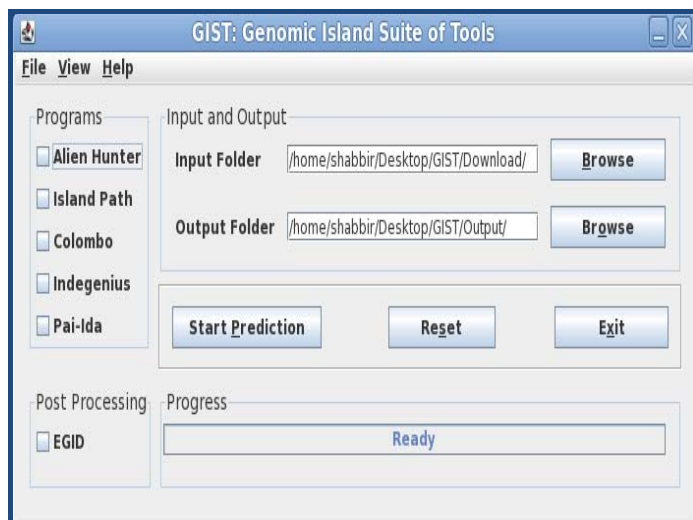 GIST: Genomic Island Suite of Tools
File View Help
Programs
Alien Hunter
Island Path
Colombo
Indegenius
Pai-Ida
Input and Output
Input Folder /home/shabbir/Desktop/GIST/Download/ Browse
Output Folder /home/shabbir/Desktop/GIST/Output/ Browse
Start Prediction Reset Exit
Post Processing
EGID
Progress
Ready